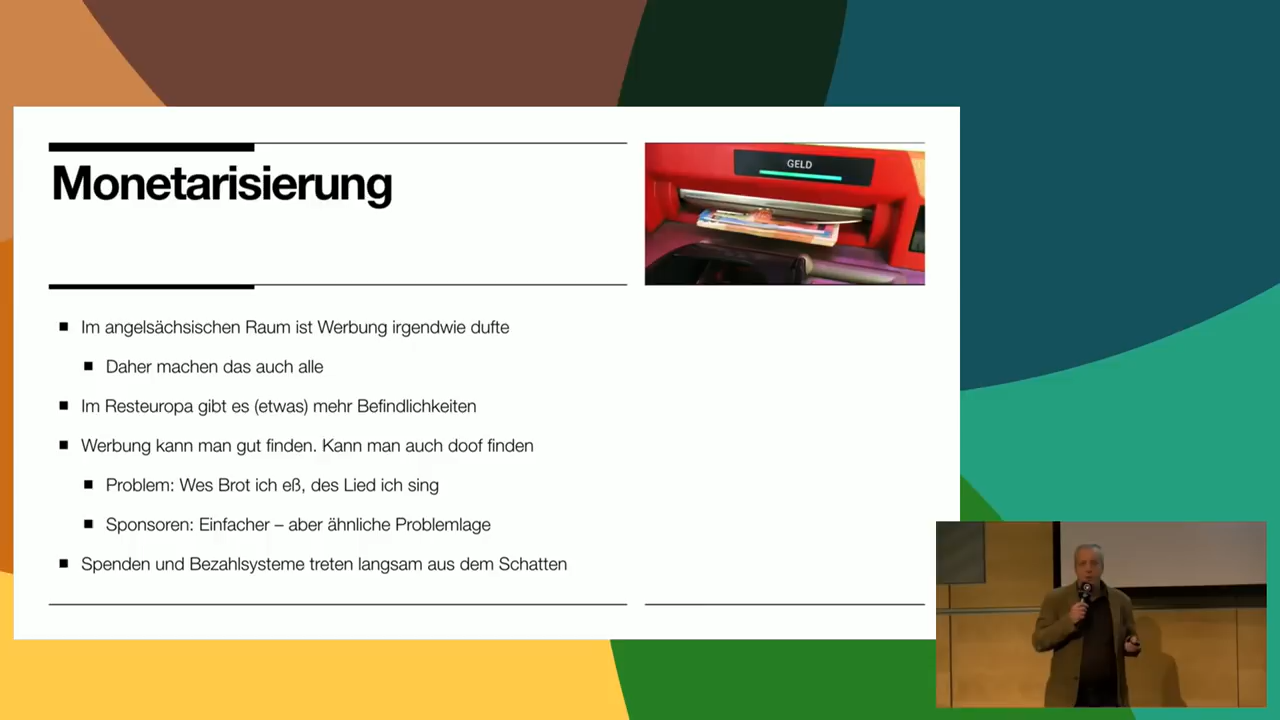 Monetarisierung
GELD
Im angelsächsischen Raum ist Werbung irgendwie dufte
Daher machen das auch alle
Im Resteuropa gibt es (etwas) mehr Befindlichkeiten
Werbung kann man gut finden. Kann man auch doof finden
Problem: Wes Brot ich eß, des Lied ich sing
Sponsoren: Einfacher – aber ähnliche Problemlage
Spenden und Bezahlsysteme treten langsam aus dem Schatten